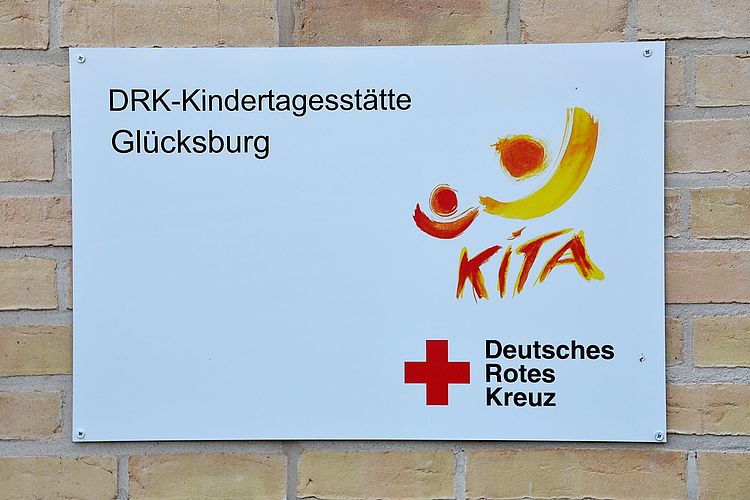 DRK-Kindertagesstätte
Glücksburg
KiTA
Deutsches
Rotes
Kreuz